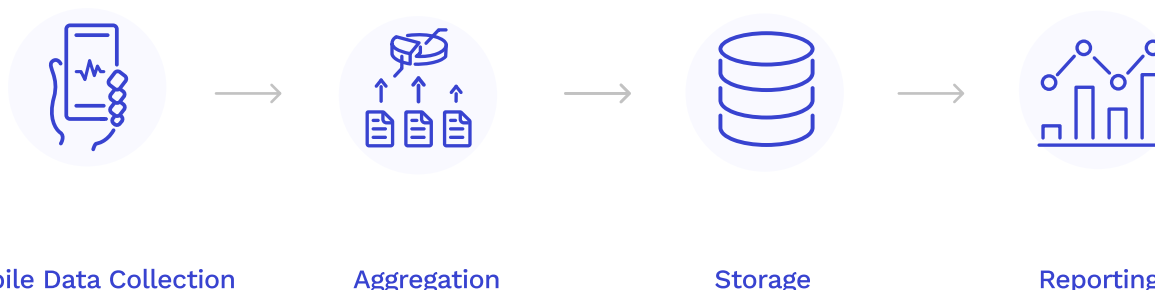 bile Data Collection
Aggregation
Storage
Reporting